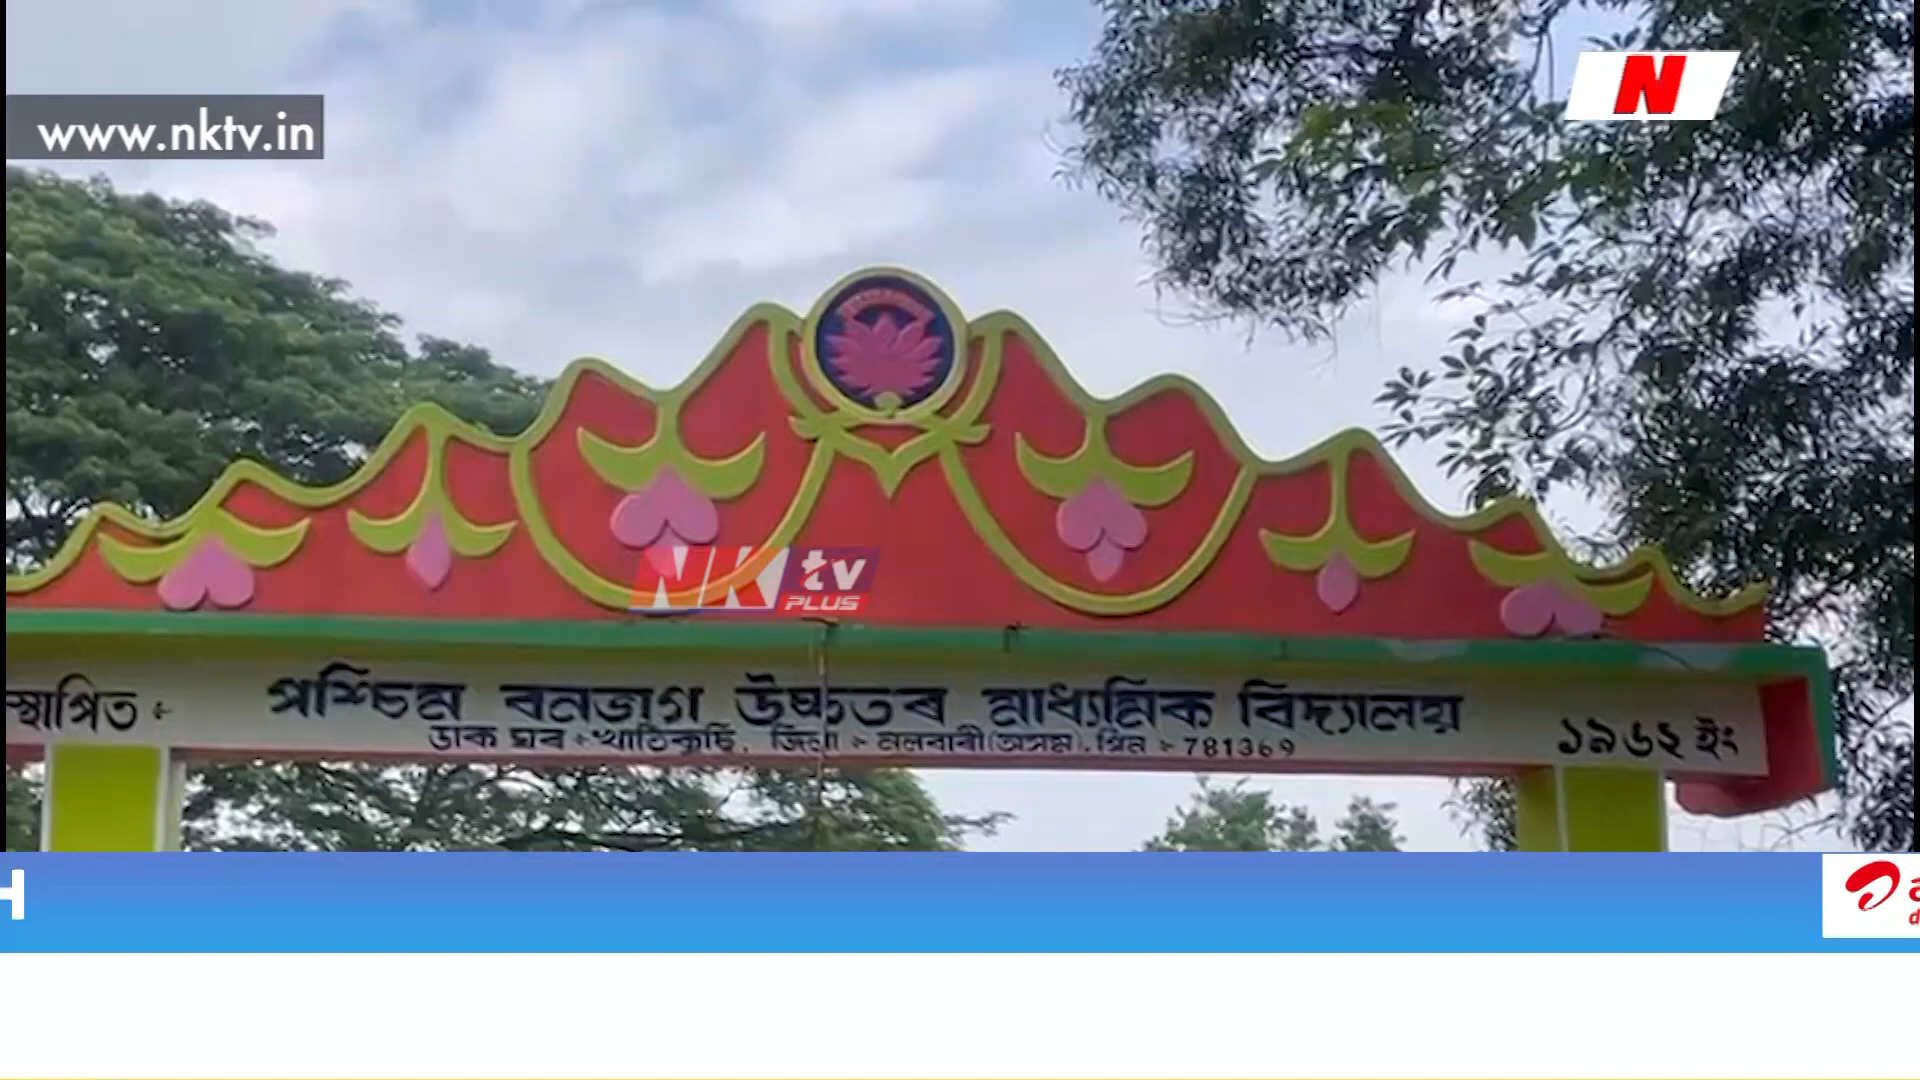 www.nktv.in
N
NK tv
PLUS
স্থাপিত ঃ-
পশ্চিম বনভাগ উচ্চতৰ মাধ্যমিক বিদ্যালয়
ডাক ঘৰ ঃ খাতিকুছি, জিলা ঃ নলবাৰী (অসম), পিন ঃ 781369
১৯৬২ ইং
H